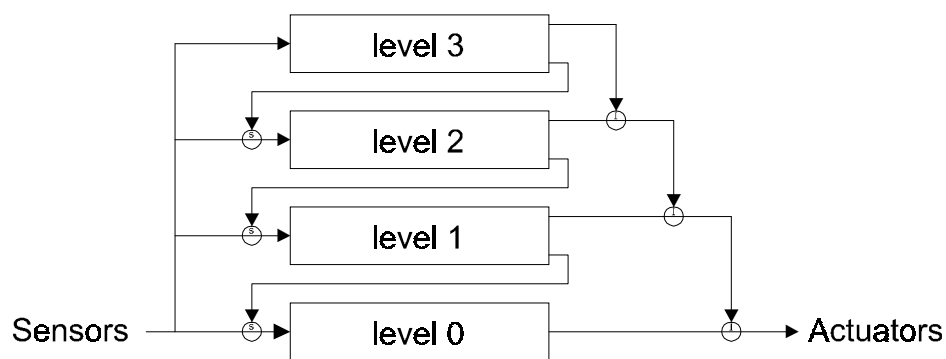 level 3
S
level 2
S
level 1
S
Sensors
level 0
Actuators